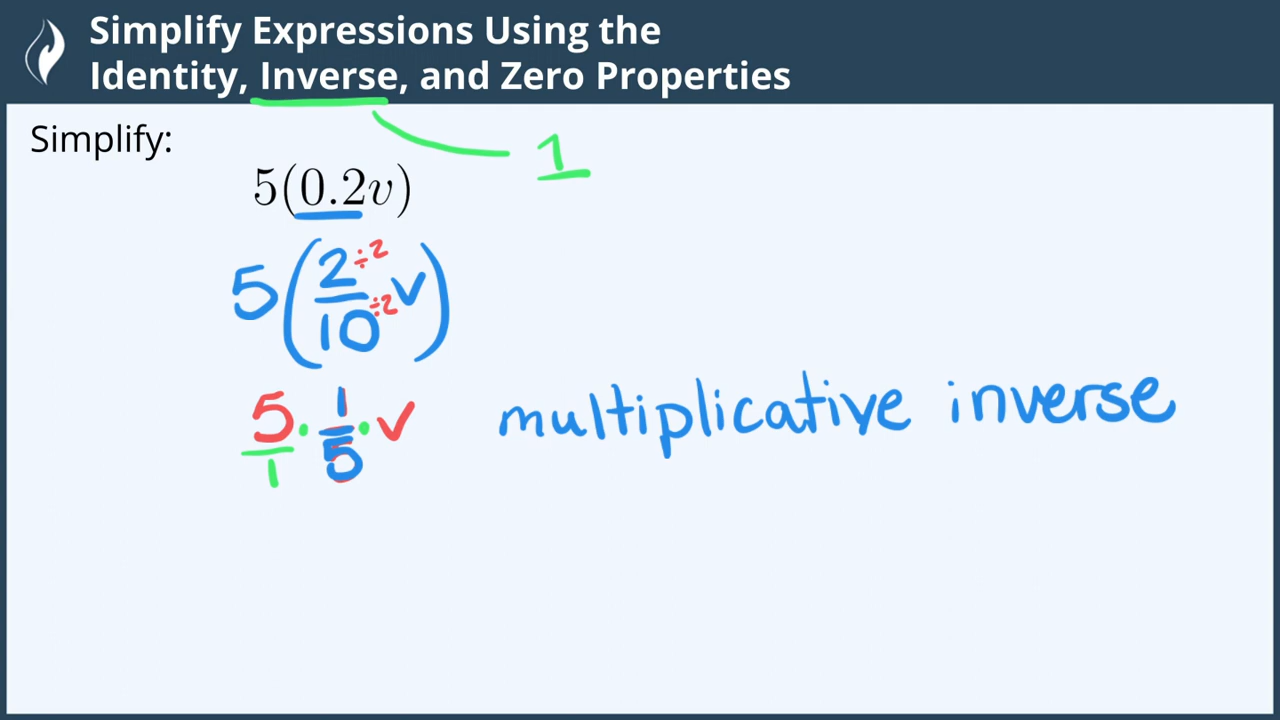 Simplify Expressions Using the
Identity, Inverse, and Zero Properties
Simplify:
1
5(0.2v)
5(2÷2/10÷2 v)
5/1 · 1/5 · v
multiplicative inverse